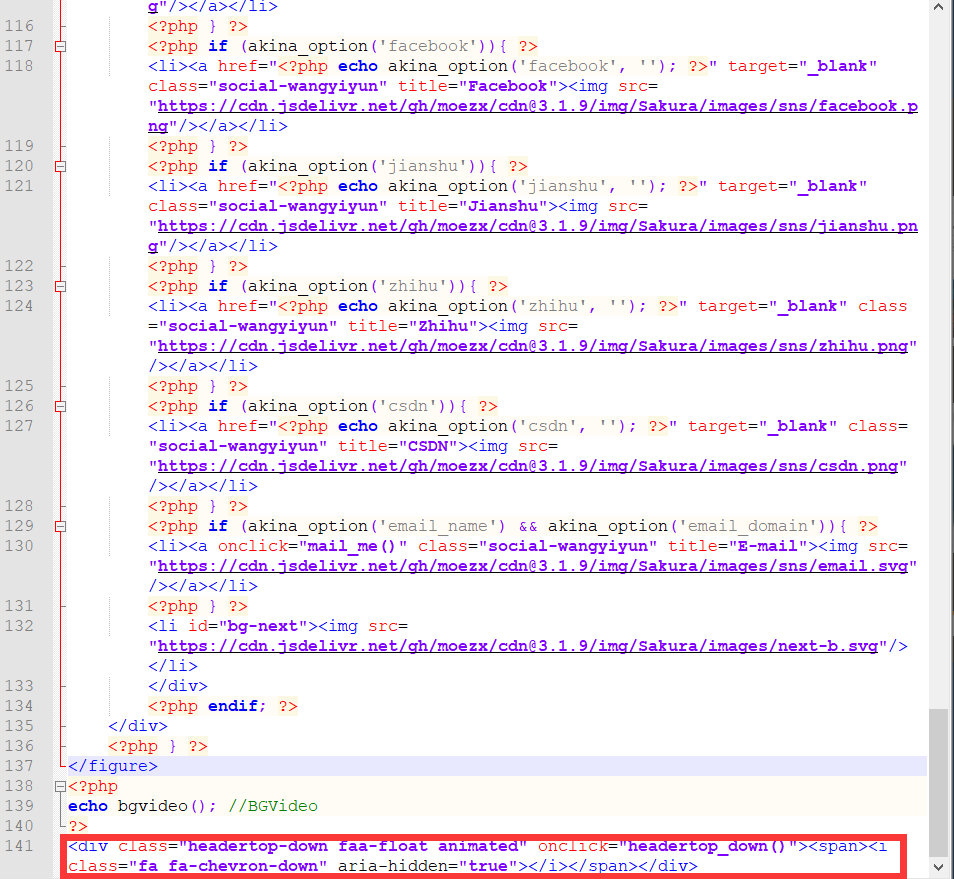 g"/></a></li>
116 <?php } ?>
117 <?php if (akina_option('facebook')){ ?>
118 <li><a href="<?php echo akina_option('facebook', ''); ?>" target="_blank"
class="social-wangyiyun" title="Facebook"><img src=
"https://cdn.jsdelivr.net/gh/moezx/cdn@3.1.9/img/Sakura/images/sns/facebook.p
ng"/></a></li>
119 <?php } ?>
120 <?php if (akina_option('jianshu')){ ?>
121 <li><a href="<?php echo akina_option('jianshu', ''); ?>" target="_blank"
class="social-wangyiyun" title="Jianshu"><img src=
"https://cdn.jsdelivr.net/gh/moezx/cdn@3.1.9/img/Sakura/images/sns/jianshu.pn
g"/></a></li>
122 <?php } ?>
123 <?php if (akina_option('zhihu')){ ?>
124 <li><a href="<?php echo akina_option('zhihu', ''); ?>" target="_blank" class
="social-wangyiyun" title="Zhihu"><img src=
"https://cdn.jsdelivr.net/gh/moezx/cdn@3.1.9/img/Sakura/images/sns/zhihu.png"
/></a></li>
125 <?php } ?>
126 <?php if (akina_option('csdn')){ ?>
127 <li><a href="<?php echo akina_option('csdn', ''); ?>" target="_blank" class=
"social-wangyiyun" title="CSDN"><img src=
"https://cdn.jsdelivr.net/gh/moezx/cdn@3.1.9/img/Sakura/images/sns/csdn.png"
/></a></li>
128 <?php } ?>
129 <?php if (akina_option('email_name') && akina_option('email_domain')){ ?>
130 <li><a onclick="mail_me()" class="social-wangyiyun" title="E-mail"><img src=
"https://cdn.jsdelivr.net/gh/moezx/cdn@3.1.9/img/Sakura/images/sns/email.svg"
/></a></li>
131 <?php } ?>
132 <li id="bg-next"><img src=
"https://cdn.jsdelivr.net/gh/moezx/cdn@3.1.9/img/Sakura/images/next-b.svg"/>
</li>
133 </div>
134 <?php endif; ?>
135 </div>
136 <?php } ?>
137 </figure>
138 <?php
139 echo bgvideo(); //BGVideo
140 ?>
141 <div class="headertop-down faa-float animated" onclick="headertop_down()"><span><i
class="fa fa-chevron-down" aria-hidden="true"></i></span></div>